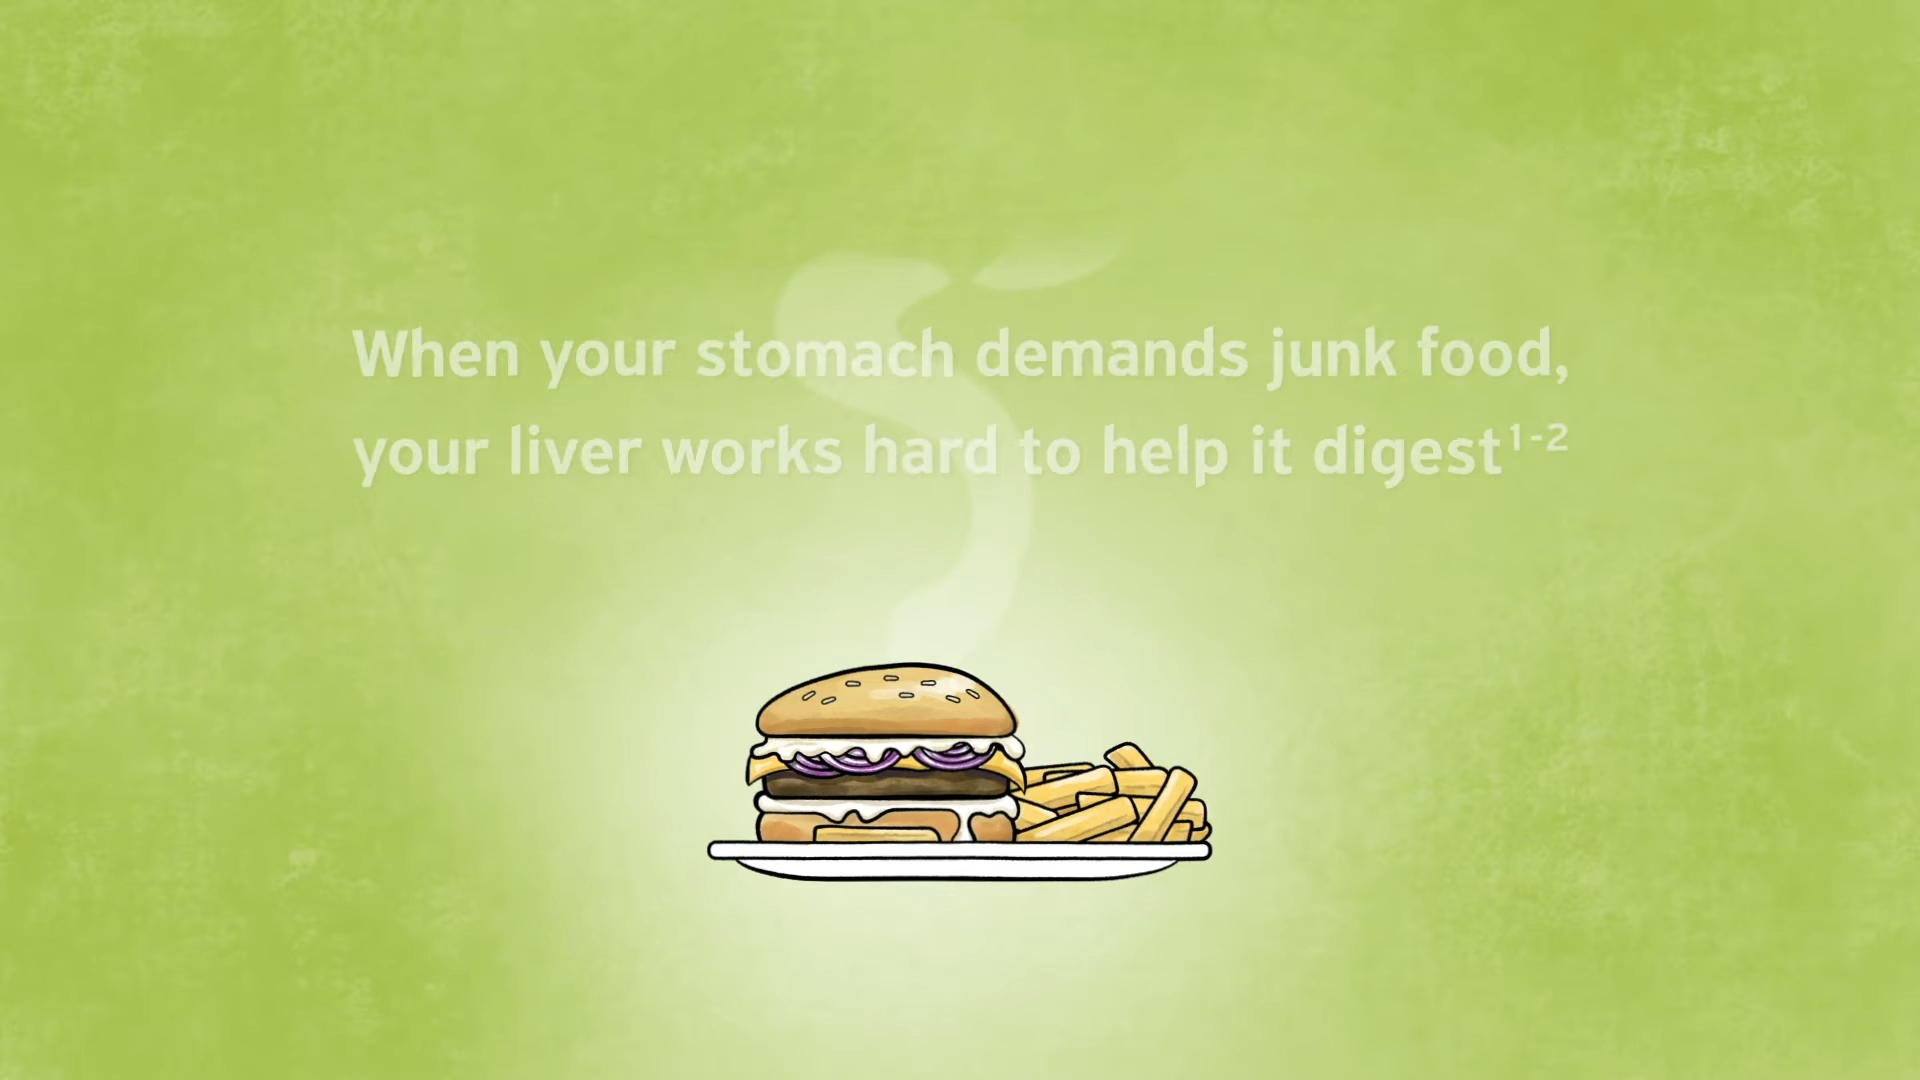 When your stomach demands junk food,
your liver works hard to help it digest¹⁻²